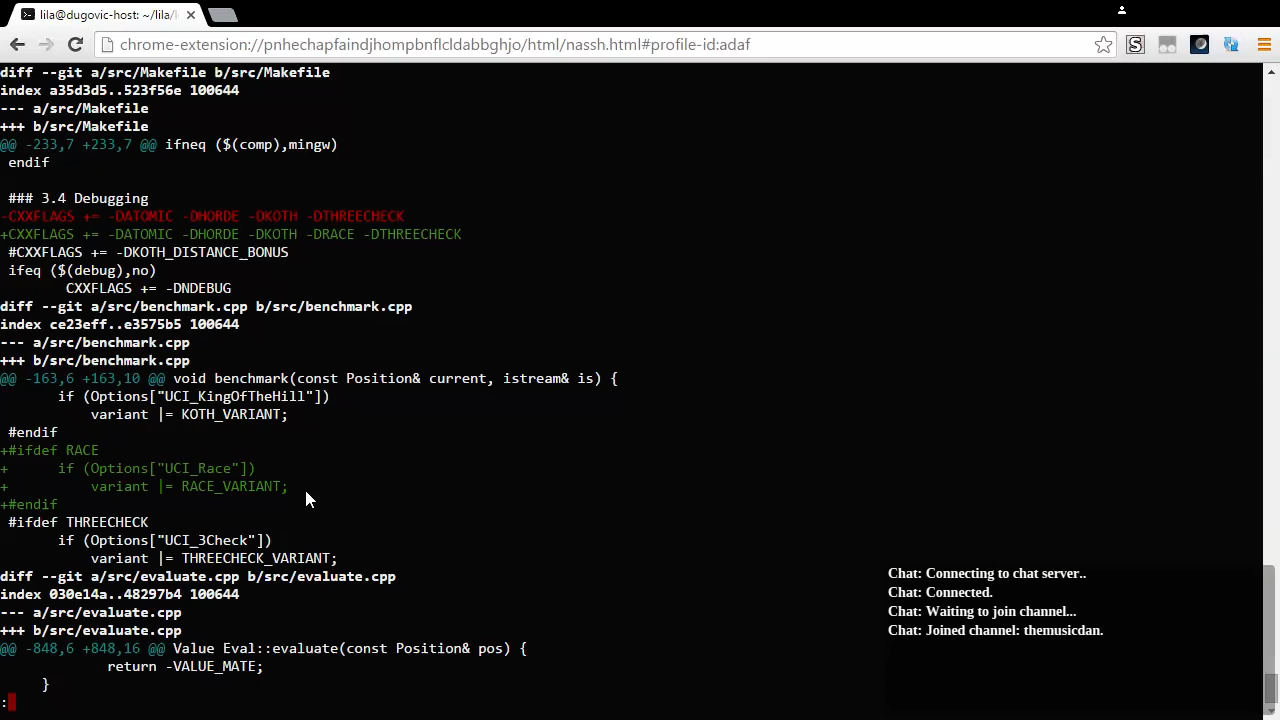 lila@dugovic-host: ~/lila/l
chrome-extension://pnhechapfaindjhompbnflcldabbghjo/html/nassh.html#profile-id:adaf
diff --git a/src/Makefile b/src/Makefile
index a35d3d5..523f56e 100644
--- a/src/Makefile
+++ b/src/Makefile
@@ -233,7 +233,7 @@ ifneq ($(comp),mingw)
 endif
 ### 3.4 Debugging
-CXXFLAGS += -DATOMIC -DHORDE -DKOTH -DTHREECHECK
+CXXFLAGS += -DATOMIC -DHORDE -DKOTH -DRACE -DTHREECHECK
 #CXXFLAGS += -DKOTH_DISTANCE_BONUS
 ifeq ($(debug),no)
        CXXFLAGS += -DNDEBUG
diff --git a/src/benchmark.cpp b/src/benchmark.cpp
index ce23eff..e3575b5 100644
--- a/src/benchmark.cpp
+++ b/src/benchmark.cpp
@@ -163,6 +163,10 @@ void benchmark(const Position& current, istream& is) {
       if (Options["UCI_KingOfTheHill"])
           variant |= KOTH_VARIANT;
 #endif
+#ifdef RACE
+      if (Options["UCI_Race"])
+          variant |= RACE_VARIANT;
+#endif
 #ifdef THREECHECK
       if (Options["UCI_3Check"])
           variant |= THREECHECK_VARIANT;
diff --git a/src/evaluate.cpp b/src/evaluate.cpp
index 030e14a..48297b4 100644
--- a/src/evaluate.cpp
+++ b/src/evaluate.cpp
@@ -848,6 +848,16 @@ Value Eval::evaluate(const Position& pos) {
             return -VALUE_MATE;
     }
:
Chat: Connecting to chat server..
Chat: Connected.
Chat: Waiting to join channel...
Chat: Joined channel: themusicdan.